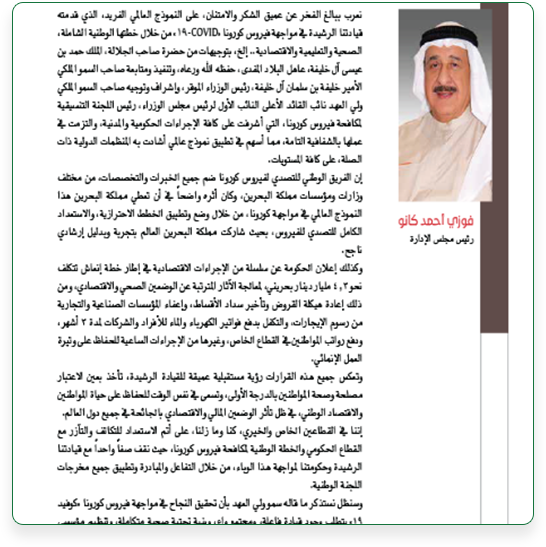 نعرب ببالغ الفخر عن عميق الشكر والامتنان، على النموذج العالمي الفريد، الذي قدمته
قيادتنا الرشيدة في مواجهة فيروس كورونا «COVID-١٩»، من خلال خطتها الوطنية الشاملة،
الصحية والتعليمية والاقتصادية.. إلخ، بتوجيهات من حضرة صاحب الجلالة، الملك حمد بن
عيسى آل خليفة، عاهل البلاد المفدى، حفظه الله ورعاه، وتنفيذ ومتابعة صاحب السمو الملكي
الأمير خليفة بن سلمان آل خليفة، رئيس الوزراء الموقر، وإشراف وتوجيه صاحب السمو الملكي
ولي العهد نائب القائد الأعلى النائب الأول لرئيس مجلس الوزراء، رئيس اللجنة التنسيقية
لمكافحة فيروس كورونا، التي أشرفت على كافة الإجراءات الحكومية والمدنية، والتزمت في
عملها بالشفافية التامة، مما أسهم في تطبيق نموذج عالمي أشادت به المنظمات الدولية ذات
الصلة، على كافة المستويات.
إن الفريق الوطني للتصدي لفيروس كورونا ضم جميع الخبرات والتخصصات، من مختلف
وزارات ومؤسسات مملكة البحرين، وكان أثره واضحاً في أن تعطي مملكة البحرين هذا
النموذج العالمي في مواجهة كورونا، من خلال وضع وتطبيق الخطط الاحترازية، والاستعداد
الكامل للتصدي للفيروس، بحيث شاركت مملكة البحرين العالم بتجربة وبدليل إرشادي
ناجح.
وكذلك إعلان الحكومة عن سلسلة من الإجراءات الاقتصادية في إطار خطة إنعاش تتكلف
نحو ٤,٣ مليار دينار بحريني، لمعالجة الآثار المترتبة عن الوضعين الصحي والاقتصادي، ومن
ذلك إعادة هيكلة القروض وتأخير سداد الأقساط، وإعفاء المؤسسات الصناعية والتجارية
من رسوم الإيجارات، والتكفل بدفع فواتير الكهرباء والماء للأفراد والشركات لمدة ٣ أشهر،
ودفع رواتب المواطنين في القطاع الخاص، وغيرها من الإجراءات الساعية للحفاظ على وتيرة
العمل الإنمائي.
وتعكس جميع هذه القرارات رؤية مستقبلية عميقة للقيادة الرشيدة، تأخذ بعين الاعتبار
مصلحة وصحة المواطنين بالدرجة الأولى، وتسعى في نفس الوقت للحفاظ على حياة المواطنين
والاقتصاد الوطني، في ظل تأثر الوضعين المالي والاقتصادي بالجائحة في جميع دول العالم.
إننا في القطاعين الخاص والخيري، كنا وما زلنا، على أتم الاستعداد للتكاتف والتآزر مع
القطاع الحكومي والخطة الوطنية لمكافحة فيروس كورونا، حيث نقف صفاً واحداً مع قيادتنا
الرشيدة وحكومتنا لمواجهة هذا الوباء، من خلال التفاعل والمبادرة وتطبيق جميع مخرجات
اللجنة الوطنية.
وسنظل نستذكر ما قاله سمو ولي العهد بأن تحقيق النجاح في مواجهة فيروس كورونا «كوفيد
١٩» يتطلب وجود قيادة فاعلة، ومجتمع واعٍ، وبنية تحتية صحية متكاملة، وتنظيم مؤسسي
فوزي أحمد كانو
رئيس مجلس الإدارة